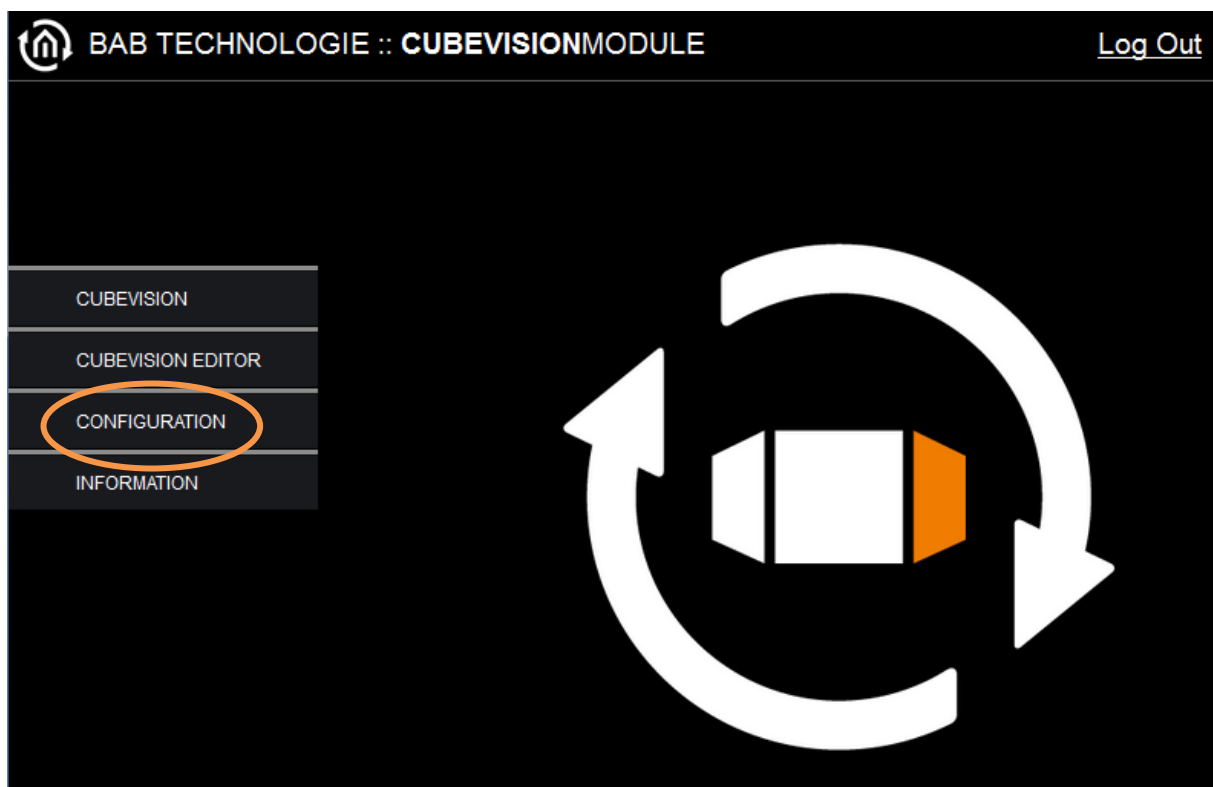 BAB TECHNOLOGIE :: CUBEVISIONMODULE
Log Out
CUBEVISION
CUBEVISION EDITOR
CONFIGURATION
INFORMATION